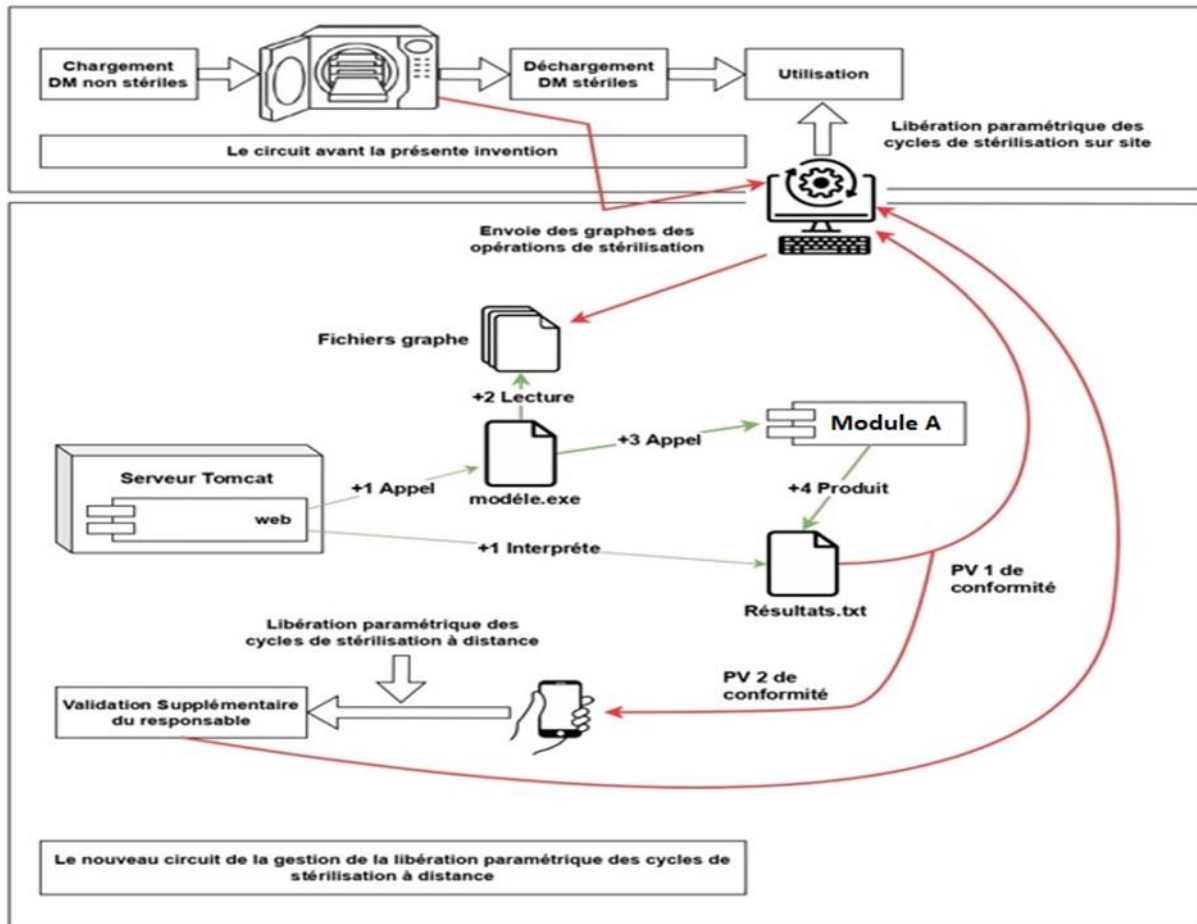 Chargement
DM non stériles
Déchargement
DM stériles
Utilisation
Libération paramétrique des
cycles de stérilisation sur site
Le circuit avant la présente invention
Envoie des graphes des
opérations de stérilisation
Fichiers graphe
+2 Lecture
+3 Appel
Module A
Serveur Tomcat
web
+1 Appel
modéle.exe
+4 Produit
+1 Interpréte
Résultats.txt
PV 1 de
conformité
Libération paramétrique des
cycles de stérilisation à distance
PV 2 de
conformité
Validation Supplémentaire
du responsable
Le nouveau circuit de la gestion de la libération paramétrique des cycles de
stérilisation à distance